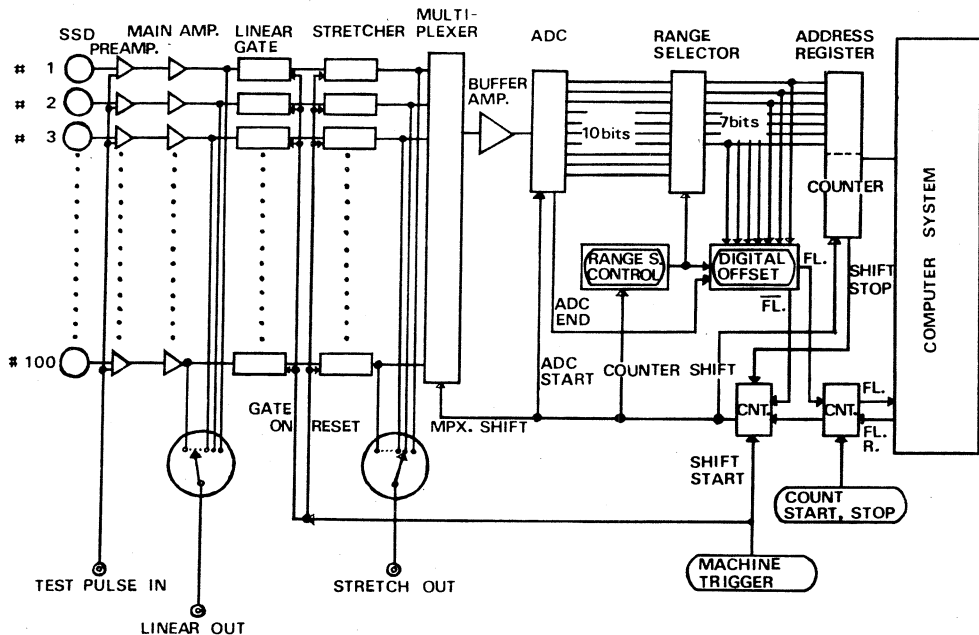 SSD
PREAMP.
MAIN AMP.
LINEAR
GATE
STRETCHER
MULTI-
PLEXER
BUFFER
AMP.
ADC
RANGE
SELECTOR
ADDRESS
REGISTER
# 1
# 2
# 3
# 100
10bits
7bits
COUNTER
COMPUTER SYSTEM
RANGE S.
CONTROL
DIGITAL
OFFSET
FL.
FL.
SHIFT
STOP
ADC
END
ADC
START
COUNTER SHIFT
MPX. SHIFT
GATE
ON
RESET
CNT.
CNT.
FL.
FL.
R.
SHIFT
START
COUNT
START, STOP
MACHINE
TRIGGER
TEST PULSE IN
LINEAR OUT
STRETCH OUT